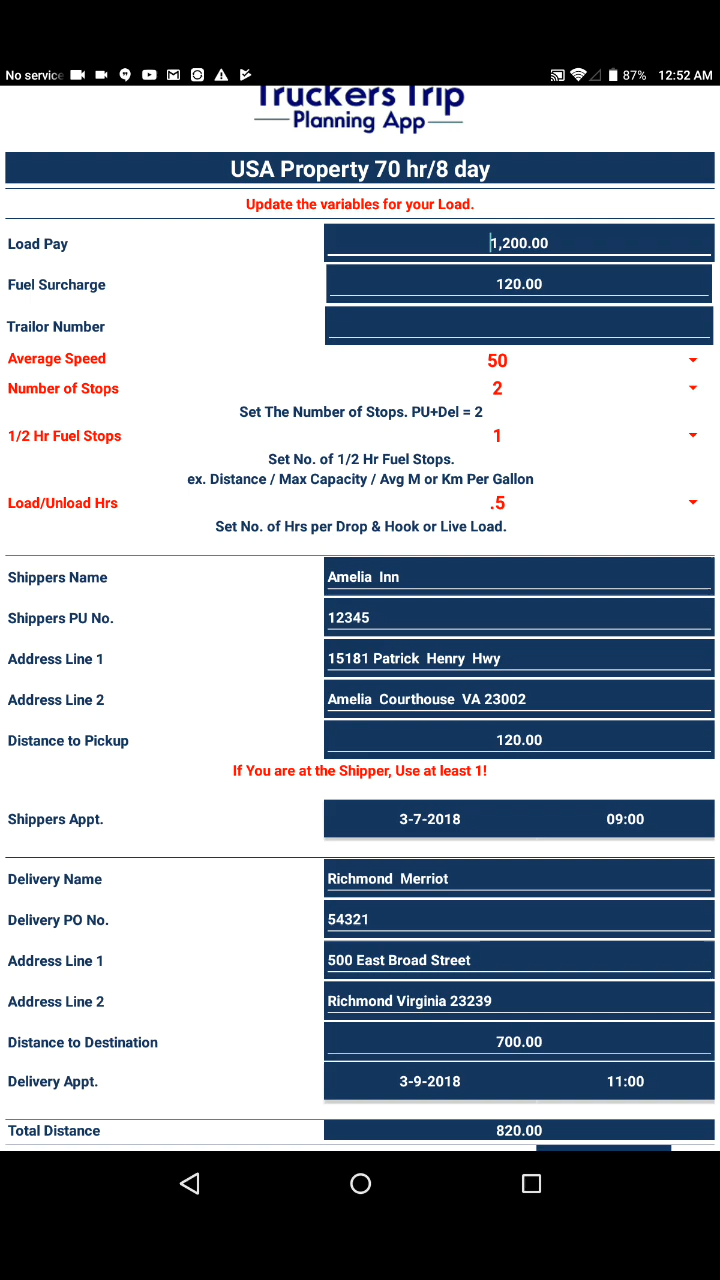 No service 87% 12:52 AM
Truckers Trip
Planning App
USA Property 70 hr/8 day
Update the variables for your Load.
Load Pay 1,200.00
Fuel Surcharge 120.00
Trailor Number
Average Speed 50
Number of Stops 2
Set The Number of Stops. PU+Del = 2
1/2 Hr Fuel Stops 1
Set No. of 1/2 Hr Fuel Stops.
ex. Distance / Max Capacity / Avg M or Km Per Gallon
Load/Unload Hrs .5
Set No. of Hrs per Drop & Hook or Live Load.
Shippers Name Amelia Inn
Shippers PU No. 12345
Address Line 1 15181 Patrick Henry Hwy
Address Line 2 Amelia Courthouse VA 23002
Distance to Pickup 120.00
If You are at the Shipper, Use at least 1!
Shippers Appt. 3-7-2018 09:00
Delivery Name Richmond Merriot
Delivery PO No. 54321
Address Line 1 500 East Broad Street
Address Line 2 Richmond Virginia 23239
Distance to Destination 700.00
Delivery Appt. 3-9-2018 11:00
Total Distance 820.00